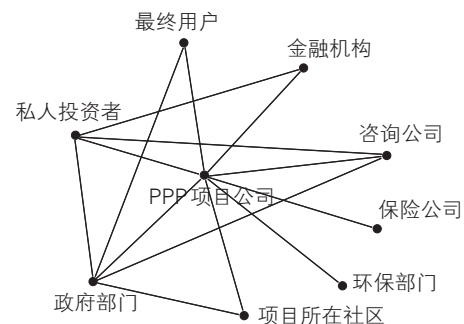 最终用户
金融机构
私人投资者
咨询公司
PPP 项目公司
保险公司
环保部门
政府部门
项目所在社区